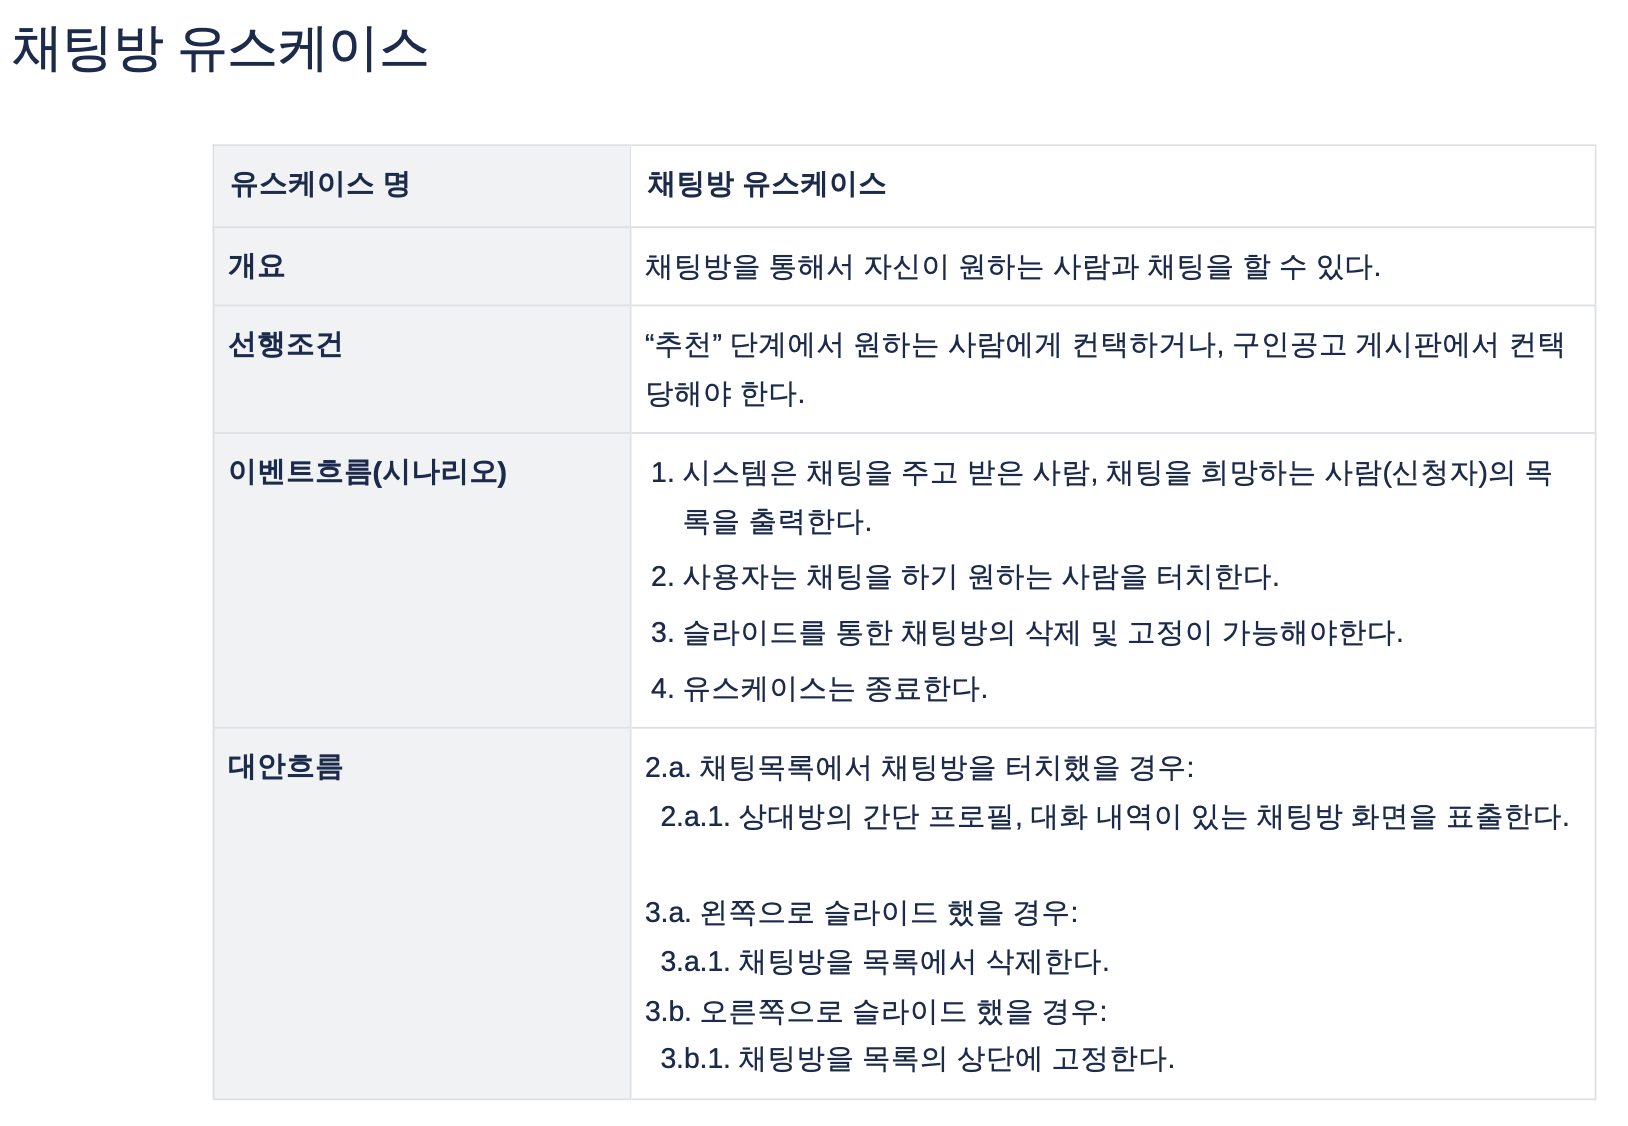 채팅방 유스케이스
유스케이스 명
채팅방 유스케이스
개요
채팅방을 통해서 자신이 원하는 사람과 채팅을 할 수 있다.
선행조건
“추천” 단계에서 원하는 사람에게 컨택하거나, 구인공고 게시판에서 컨택
당해야 한다.
이벤트흐름(시나리오)
1. 시스템은 채팅을 주고 받은 사람, 채팅을 희망하는 사람(신청자)의 목
록을 출력한다.
2. 사용자는 채팅을 하기 원하는 사람을 터치한다.
3. 슬라이드를 통한 채팅방의 삭제 및 고정이 가능해야한다.
4. 유스케이스는 종료한다.
대안흐름
2.a. 채팅목록에서 채팅방을 터치했을 경우:
2.a.1. 상대방의 간단 프로필, 대화 내역이 있는 채팅방 화면을 표출한다.
3.a. 왼쪽으로 슬라이드 했을 경우:
3.a.1. 채팅방을 목록에서 삭제한다.
3.b. 오른쪽으로 슬라이드 했을 경우:
3.b.1. 채팅방을 목록의 상단에 고정한다.